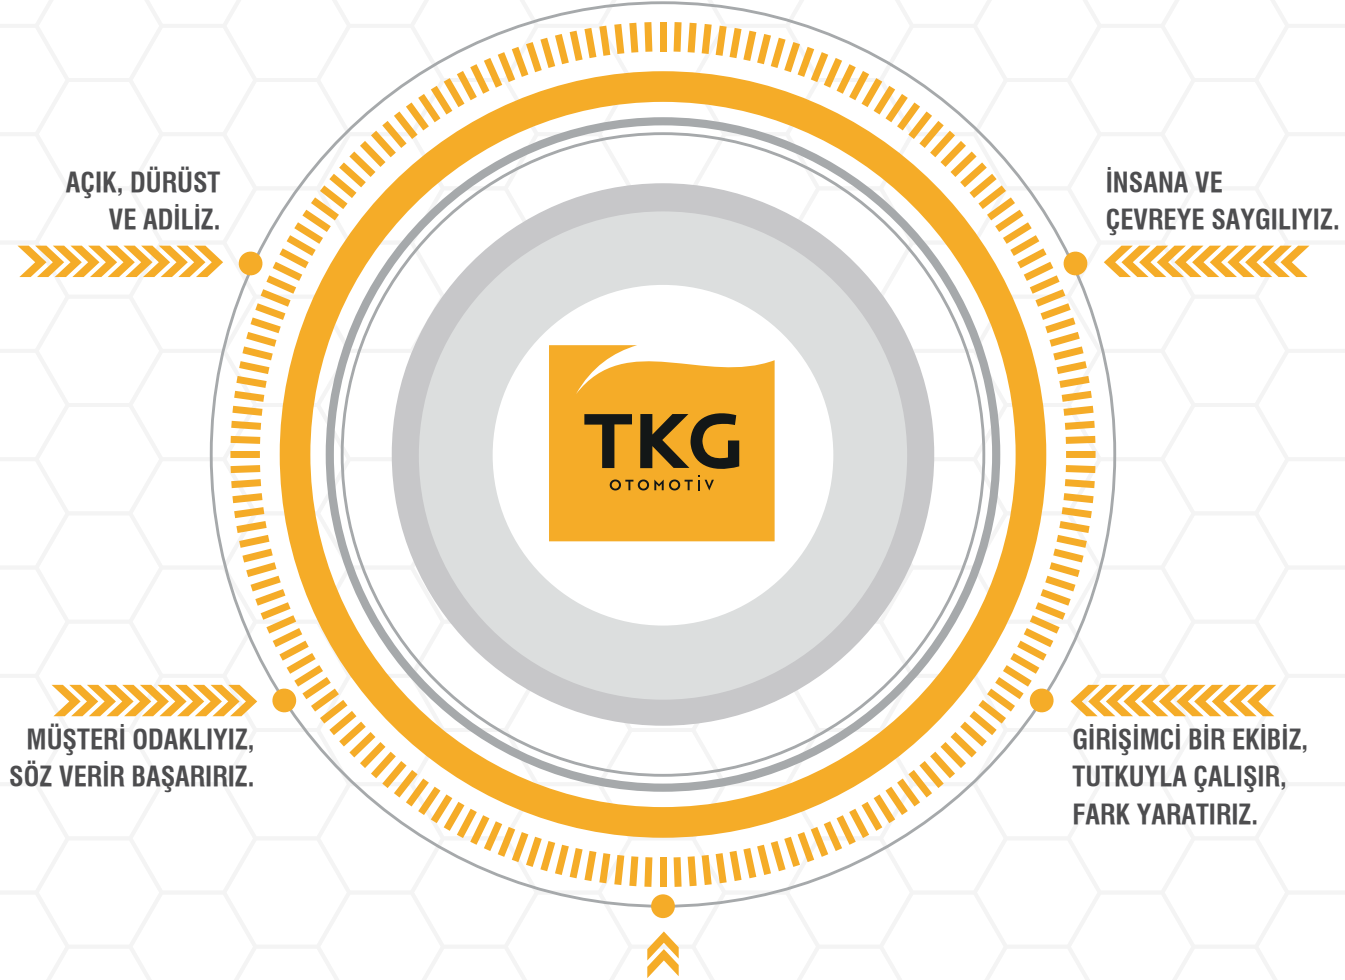 AÇIK, DÜRÜST
VE ADİLİZ.
İNSANA VE
ÇEVREYE SAYGILIYIZ.
TKG
OTOMOTİV
MÜŞTERİ ODAKLIYIZ,
SÖZ VERİR BAŞARIRIZ.
GİRİŞİMCİ BİR EKİBİZ,
TUTKUYLA ÇALIŞIR,
FARK YARATIRIZ.